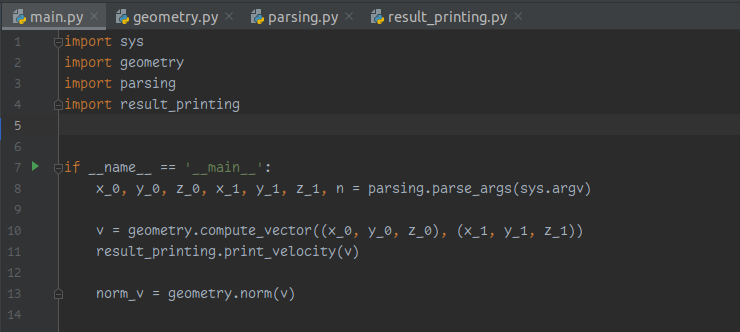 main.py geometry.py parsing.py result_printing.py
1 import sys
2 import geometry
3 import parsing
4 import result_printing
5
6
7 if __name__ == '__main__':
8 x_0, y_0, z_0, x_1, y_1, z_1, n = parsing.parse_args(sys.argv)
9
10 v = geometry.compute_vector((x_0, y_0, z_0), (x_1, y_1, z_1))
11 result_printing.print_velocity(v)
12
13 norm_v = geometry.norm(v)
14